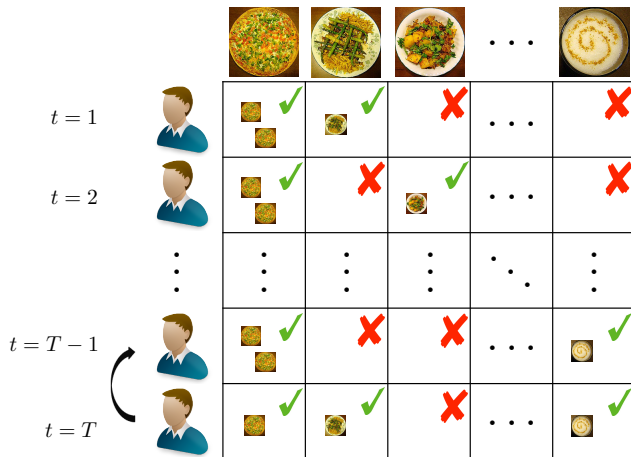 t = 1
t = 2
t = T − 1
t = T